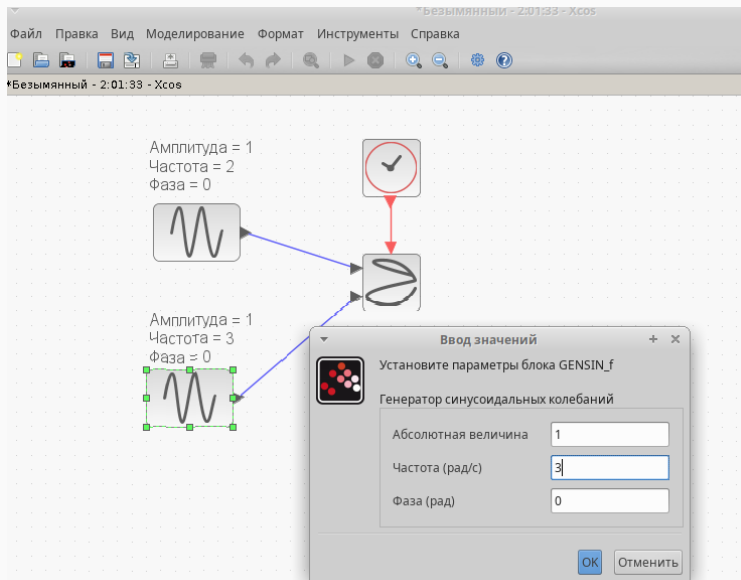 *Безымянный - 2:01:33 - Xcos
Файл Правка Вид Моделирование Формат Инструменты Справка
*Безымянный - 2:01:33 - Xcos
Амплитуда = 1
Частота = 2
Фаза = 0
Амплитуда = 1
Частота = 3
Фаза = 0
Ввод значений
Установите параметры блока GENSIN_f
Генератор синусоидальных колебаний
Абсолютная величина 1
Частота (рад/с) 3
Фаза (рад) 0
OK Отменить